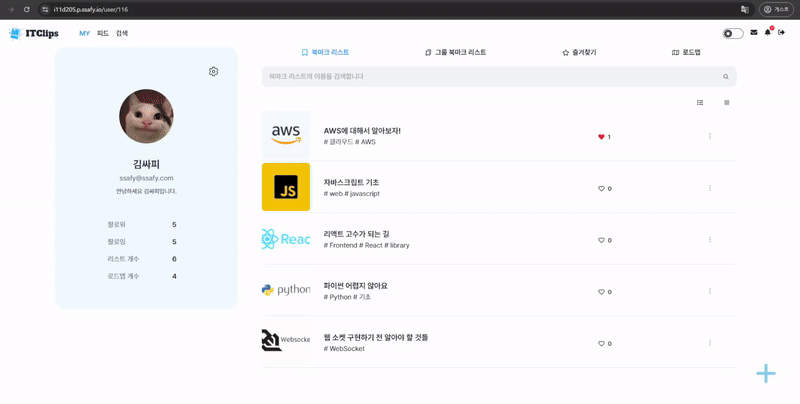 i11d205.p.ssafy.io/user/116
게스트
ITClips
MY 피드 검색
북마크 리스트
그룹 북마크 리스트
즐겨찾기
로드맵
북마크 리스트의 이름을 검색합니다
김싸피
ssafy@ssafy.com
안녕하세요 김싸피입니다.
팔로워 5
팔로잉 5
리스트 개수 6
로드맵 개수 4
aws
AWS에 대해서 알아보자!
# 클라우드 # AWS
1
JS
자바스크립트 기초
# web # javascript
0
Reac
리액트 고수가 되는 길
# Frontend # React # library
0
python
파이썬 어렵지 않아요
# Python # 기초
0
Websocke
웹 소켓 구현하기 전 알아야 할 것들
# WebSocket
0